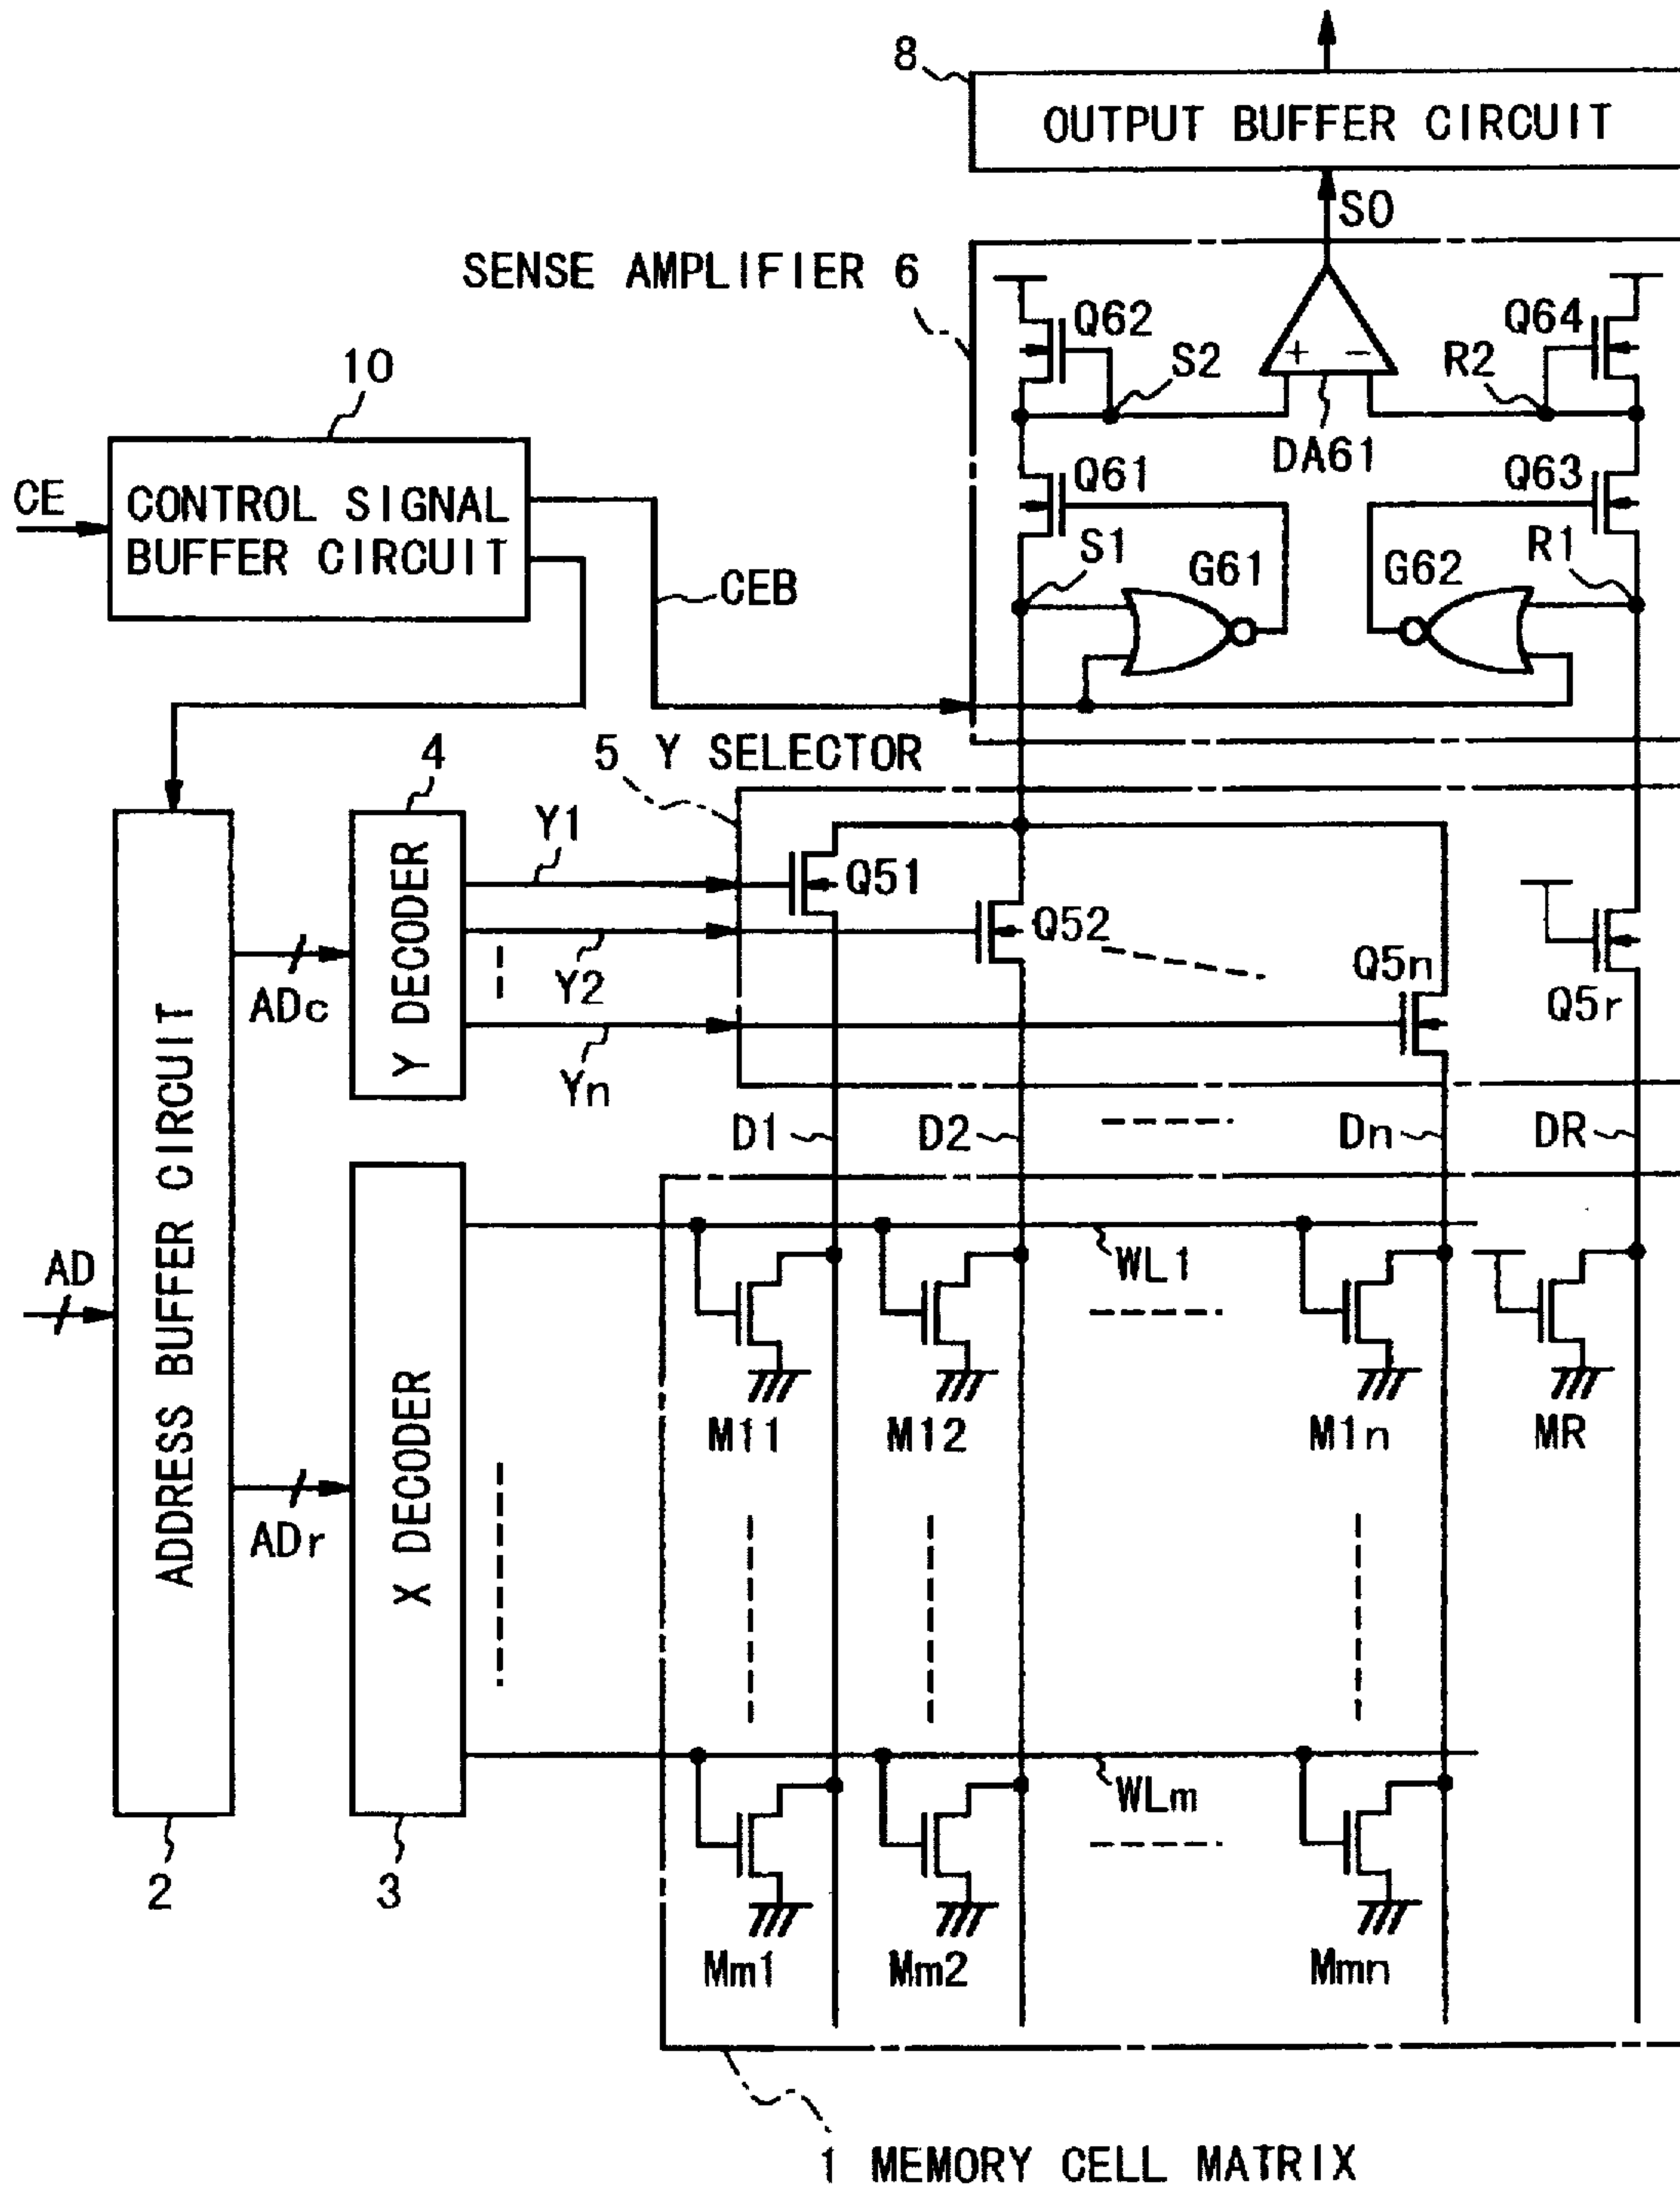 8
OUTPUT BUFFER CIRCUIT
SO
SENSE AMPLIFIER 6
Q62
Q64
+ −
S2
R2
DA61
10
CE
CONTROL SIGNAL
BUFFER CIRCUIT
Q61
Q63
S1
R1
G61
G62
CEB
5 Y SELECTOR
4
Y1
Q51
Y2
Q52
Q5n
Q5r
Yn
ADc
Y DECODER
D1
D2
Dn
DR
ADDRESS BUFFER CIRCUIT
AD
WL1
M11
M12
M1n
MR
ADr
X DECODER
WLm
2
3
Mm1
Mm2
Mmn
1 MEMORY CELL MATRIX